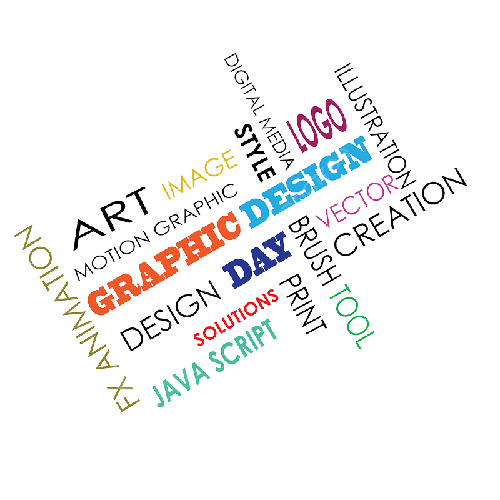 DIGITAL MEDIA
ILLUSTRATION
STYLE
LOGO
ART
IMAGE
MOTION GRAPHIC
GRAPHIC DESIGN
VECTOR
CREATION
FX ANIMATION
DESIGN
DAY
BRUSH TOOL
SOLUTIONS
PRINT
JAVA SCRIPT